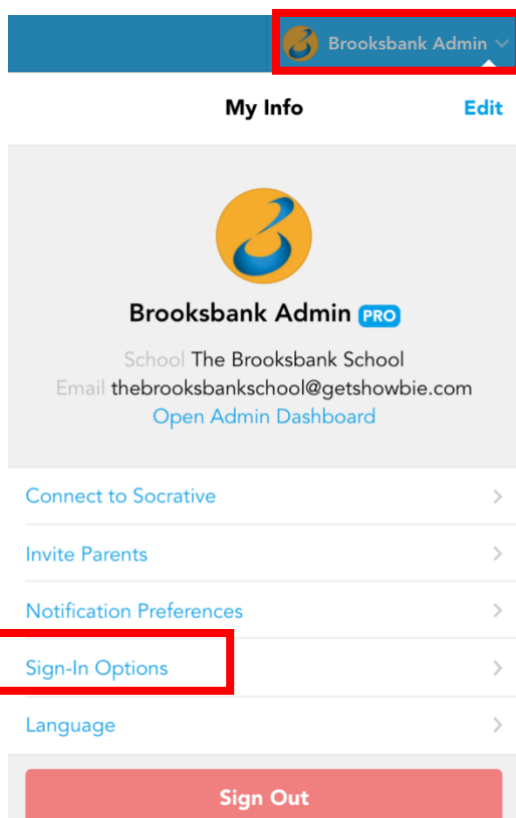 Brooksbank Admin
My Info Edit
Brooksbank Admin PRO
School The Brooksbank School
Email thebrooksbankschool@getshowbie.com
Open Admin Dashboard
Connect to Socrative
Invite Parents
Notification Preferences
Sign-In Options
Language
Sign Out